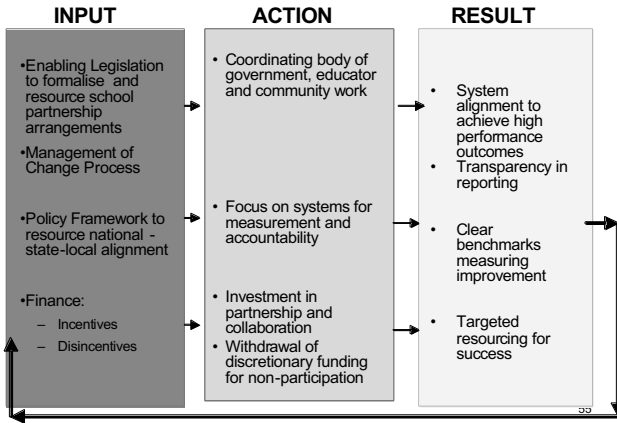 INPUT
ACTION
RESULT
•Enabling Legislation
to formalise and
resource school
partnership
arrangements
•Management of
Change Process
•Policy Framework to
resource national -
state-local alignment
•Finance:
– Incentives
– Disincentives
• Coordinating body of
government, educator
and community work
• Focus on systems for
measurement and
accountability
• Investment in
partnership and
collaboration
• Withdrawal of
discretionary funding
for non-participation
• System
alignment to
achieve high
performance
outcomes
• Transparency in
reporting
• Clear
benchmarks
measuring
improvement
• Targeted
resourcing for
success
55